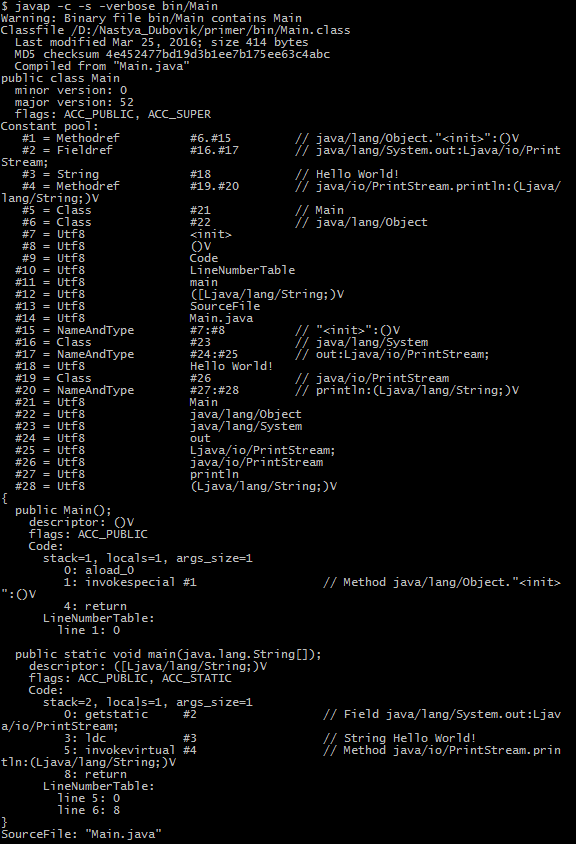 $ javap -c -s -verbose bin/Main
Warning: Binary file bin/Main contains Main
Classfile /D:/Nastya_Dubovik/primer/bin/Main.class
  Last modified Mar 25, 2016; size 414 bytes
  MD5 checksum 4e452477bd19d3b1ee7b175ee63c4abc
  Compiled from "Main.java"
public class Main
  minor version: 0
  major version: 52
  flags: ACC_PUBLIC, ACC_SUPER
Constant pool:
   #1 = Methodref          #6.#15         // java/lang/Object."<init>":()V
   #2 = Fieldref           #16.#17        // java/lang/System.out:Ljava/io/Print
Stream;
   #3 = String             #18            // Hello World!
   #4 = Methodref          #19.#20        // java/io/PrintStream.println:(Ljava/
lang/String;)V
   #5 = Class              #21            // Main
   #6 = Class              #22            // java/lang/Object
   #7 = Utf8               <init>
   #8 = Utf8               ()V
   #9 = Utf8               Code
  #10 = Utf8               LineNumberTable
  #11 = Utf8               main
  #12 = Utf8               ([Ljava/lang/String;)V
  #13 = Utf8               SourceFile
  #14 = Utf8               Main.java
  #15 = NameAndType        #7:#8          // "<init>":()V
  #16 = Class              #23            // java/lang/System
  #17 = NameAndType        #24:#25        // out:Ljava/io/PrintStream;
  #18 = Utf8               Hello World!
  #19 = Class              #26            // java/io/PrintStream
  #20 = NameAndType        #27:#28        // println:(Ljava/lang/String;)V
  #21 = Utf8               Main
  #22 = Utf8               java/lang/Object
  #23 = Utf8               java/lang/System
  #24 = Utf8               out
  #25 = Utf8               Ljava/io/PrintStream;
  #26 = Utf8               java/io/PrintStream
  #27 = Utf8               println
  #28 = Utf8               (Ljava/lang/String;)V
{
  public Main();
    descriptor: ()V
    flags: ACC_PUBLIC
    Code:
      stack=1, locals=1, args_size=1
         0: aload_0
         1: invokespecial #1                  // Method java/lang/Object."<init>
":()V
         4: return
      LineNumberTable:
        line 1: 0

  public static void main(java.lang.String[]);
    descriptor: ([Ljava/lang/String;)V
    flags: ACC_PUBLIC, ACC_STATIC
    Code:
      stack=2, locals=1, args_size=1
         0: getstatic     #2                  // Field java/lang/System.out:Ljav
a/io/PrintStream;
         3: ldc           #3                  // String Hello World!
         5: invokevirtual #4                  // Method java/io/PrintStream.prin
tln:(Ljava/lang/String;)V
         8: return
      LineNumberTable:
        line 5: 0
        line 6: 8
}
SourceFile: "Main.java"